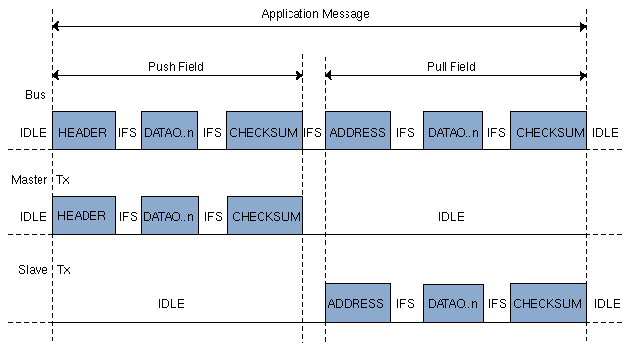 Application Message
Push Field Pull Field
Bus
IDLE HEADER IFS DATAO..n IFS CHECKSUM IFS ADDRESS IFS DATAO..n IFS CHECKSUM IDLE
Master Tx
IDLE HEADER IFS DATAO..n IFS CHECKSUM IDLE
Slave Tx
IDLE ADDRESS IFS DATAO..n IFS CHECKSUM IDLE